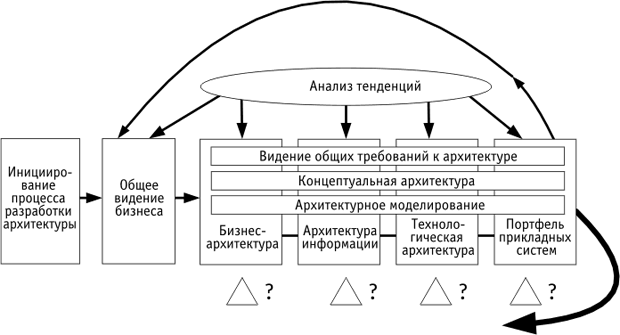 Анализ тенденций
Иницииро-
вание
процесса
разработки
архитектуры
Общее
видение
бизнеса
Видение общих требований к архитектуре
Концептуальная архитектура
Архитектурное моделирование
Бизнес-
архитектура
Архитектура
информации
Техноло-
гическая
архитектура
Портфель
прикладных
систем
?
?
?
?